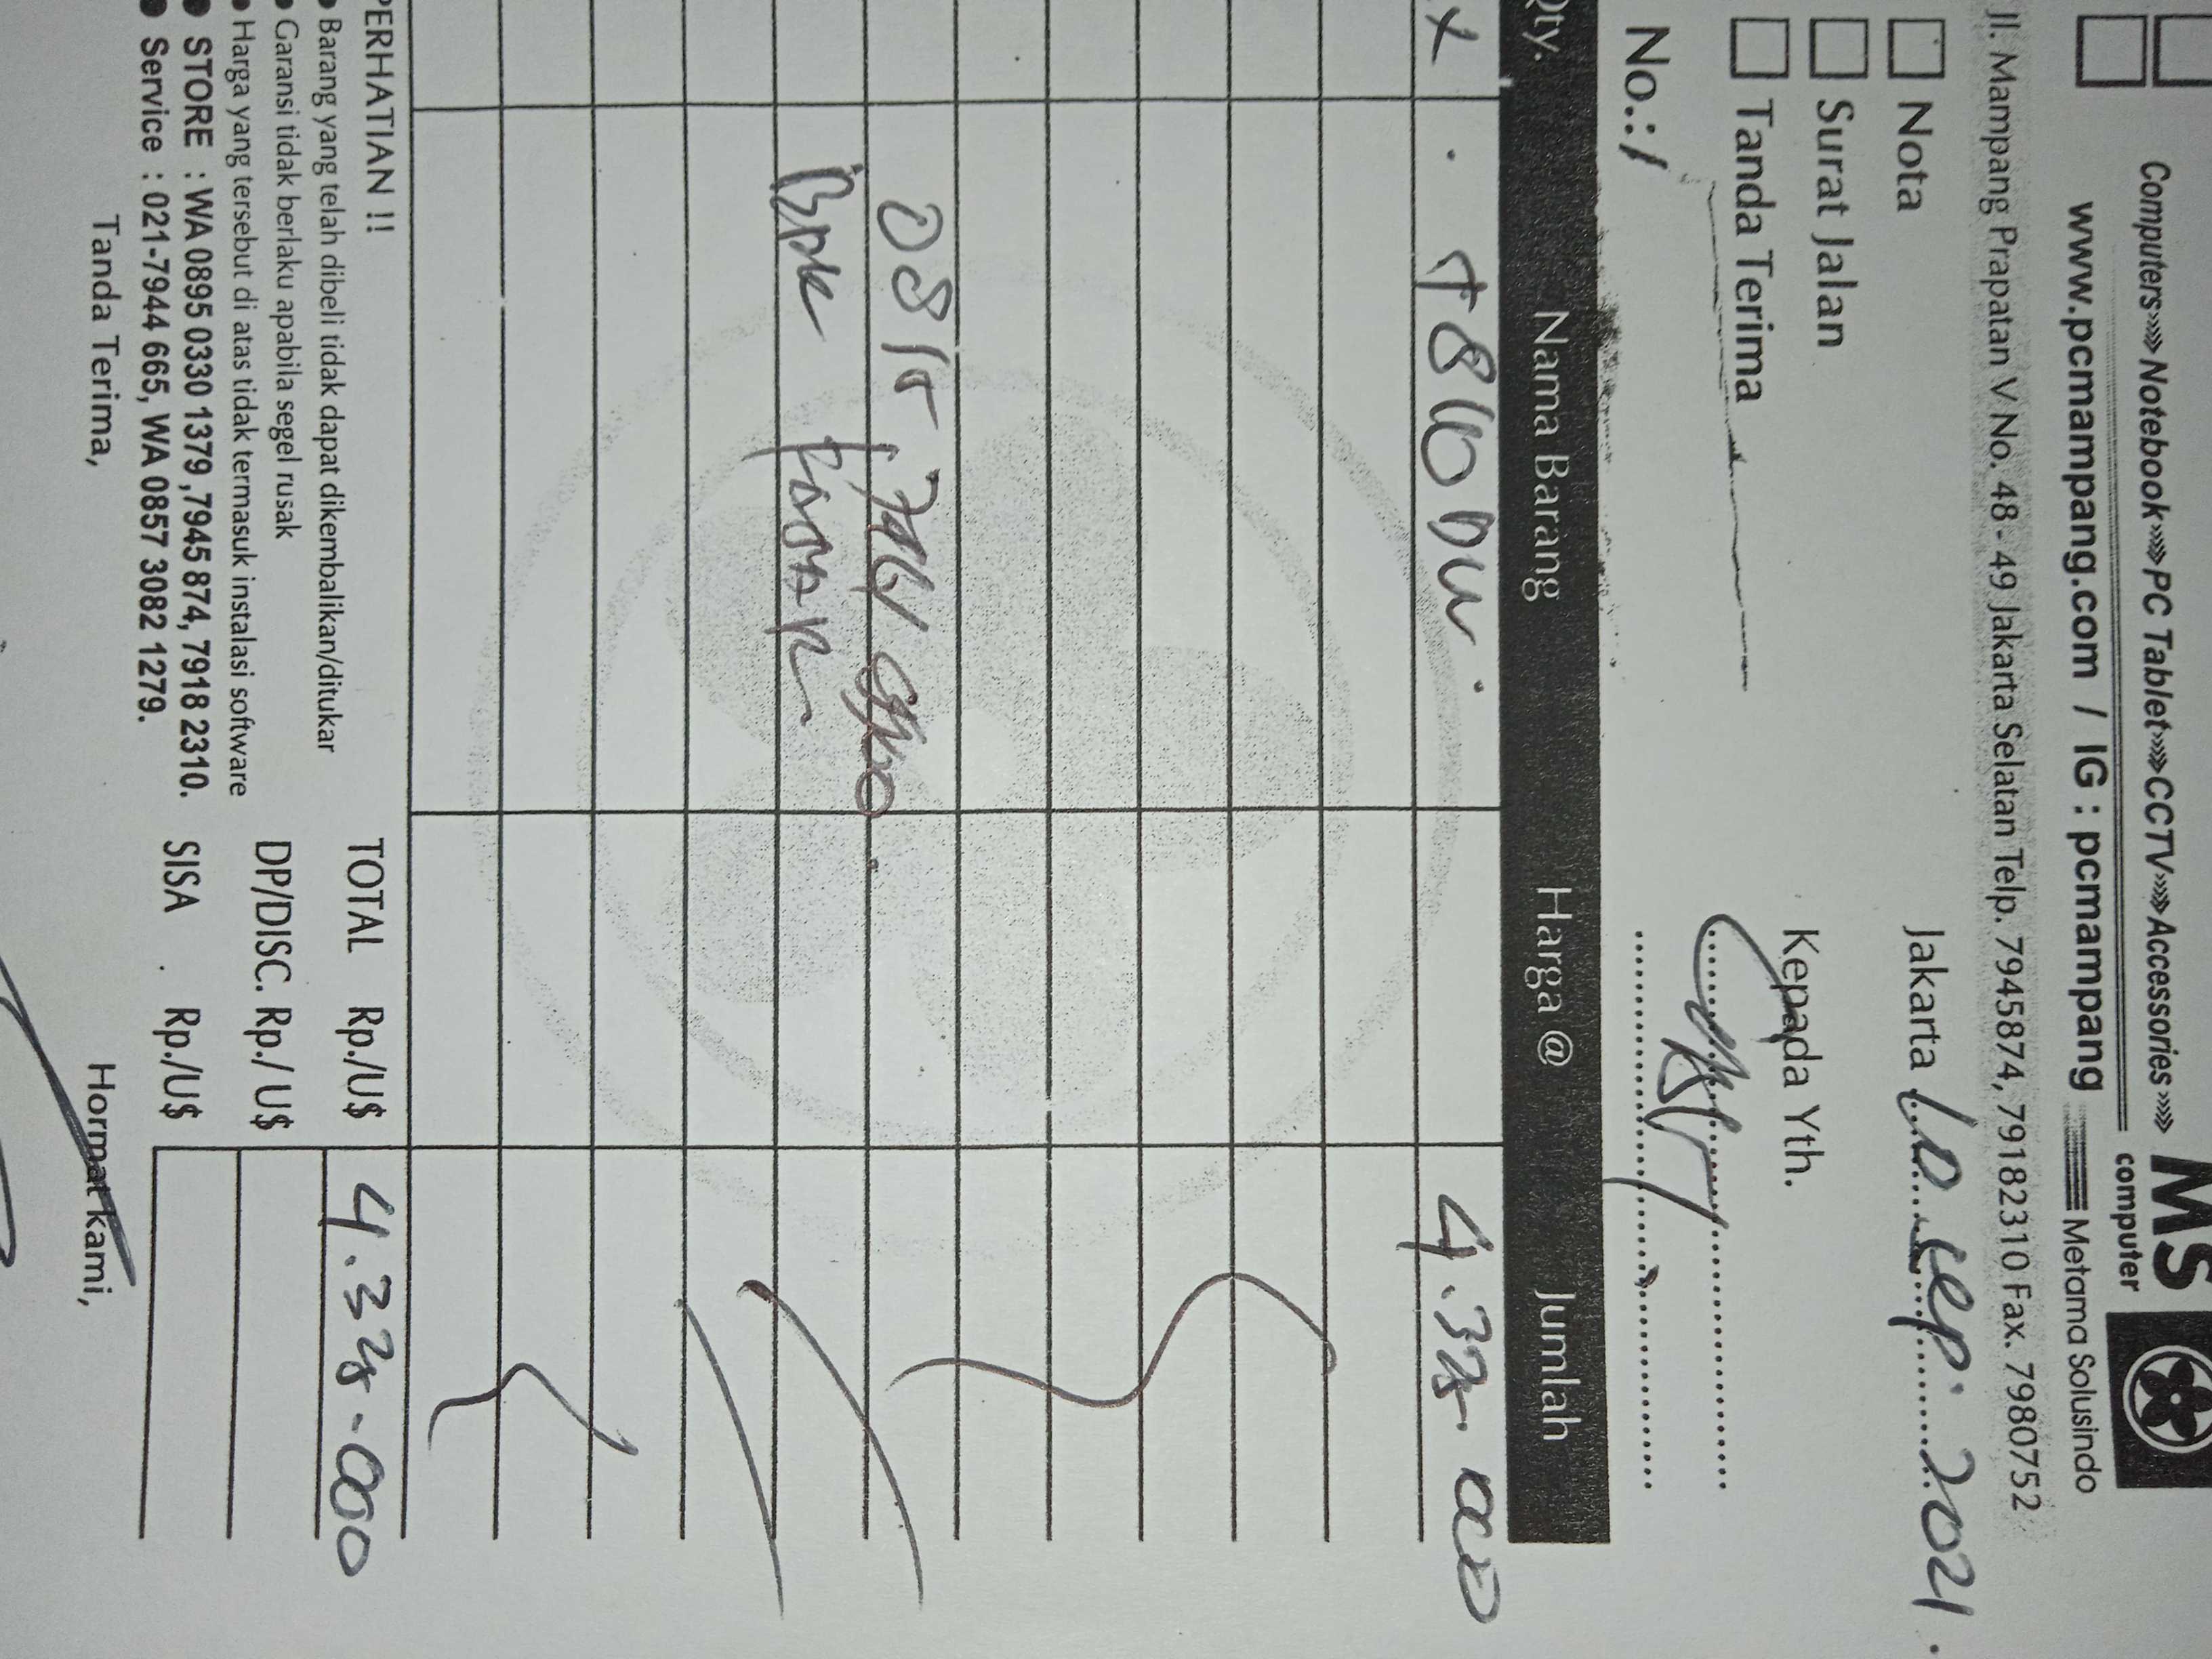 Computers»»»Notebook»»»PC Tablet»»»CCTV»»»Accessories»»»
MS
computer
www.pcmampang.com / IG : pcmampang
Metama Solusindo
Jl. Mampang Prapatan V No. 48 - 49 Jakarta Selatan Telp. 7945874, 79182310 Fax. 7980752
Nota
Jakarta 10 Sep. 2021.
Surat Jalan
Kepada Yth.
Tanda Terima
No.:
Qty. Nama Barang Harga @ Jumlah
x 4.325.000
Bpk
PERHATIAN !!
Barang yang telah dibeli tidak dapat dikembalikan/ditukar
Garansi tidak berlaku apabila segel rusak
Harga yang tersebut di atas tidak termasuk instalasi software
STORE : WA 0895 0330 1379 ,7945 874, 7918 2310.
Service : 021-7944 665, WA 0857 3082 1279.
TOTAL Rp./U$ 4.325.000
DP/DISC. Rp./ U$
SISA . Rp./U$
Tanda Terima,
Hormat kami,